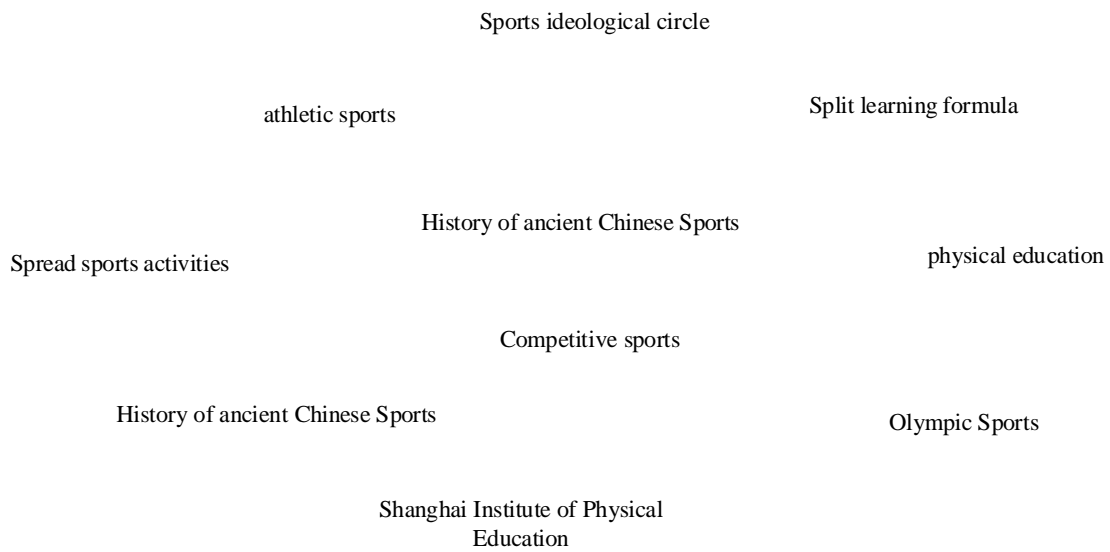 Sports ideological circle
athletic sports
Split learning formula
History of ancient Chinese Sports
Spread sports activities
physical education
Competitive sports
History of ancient Chinese Sports
Olympic Sports
Shanghai Institute of Physical
Education